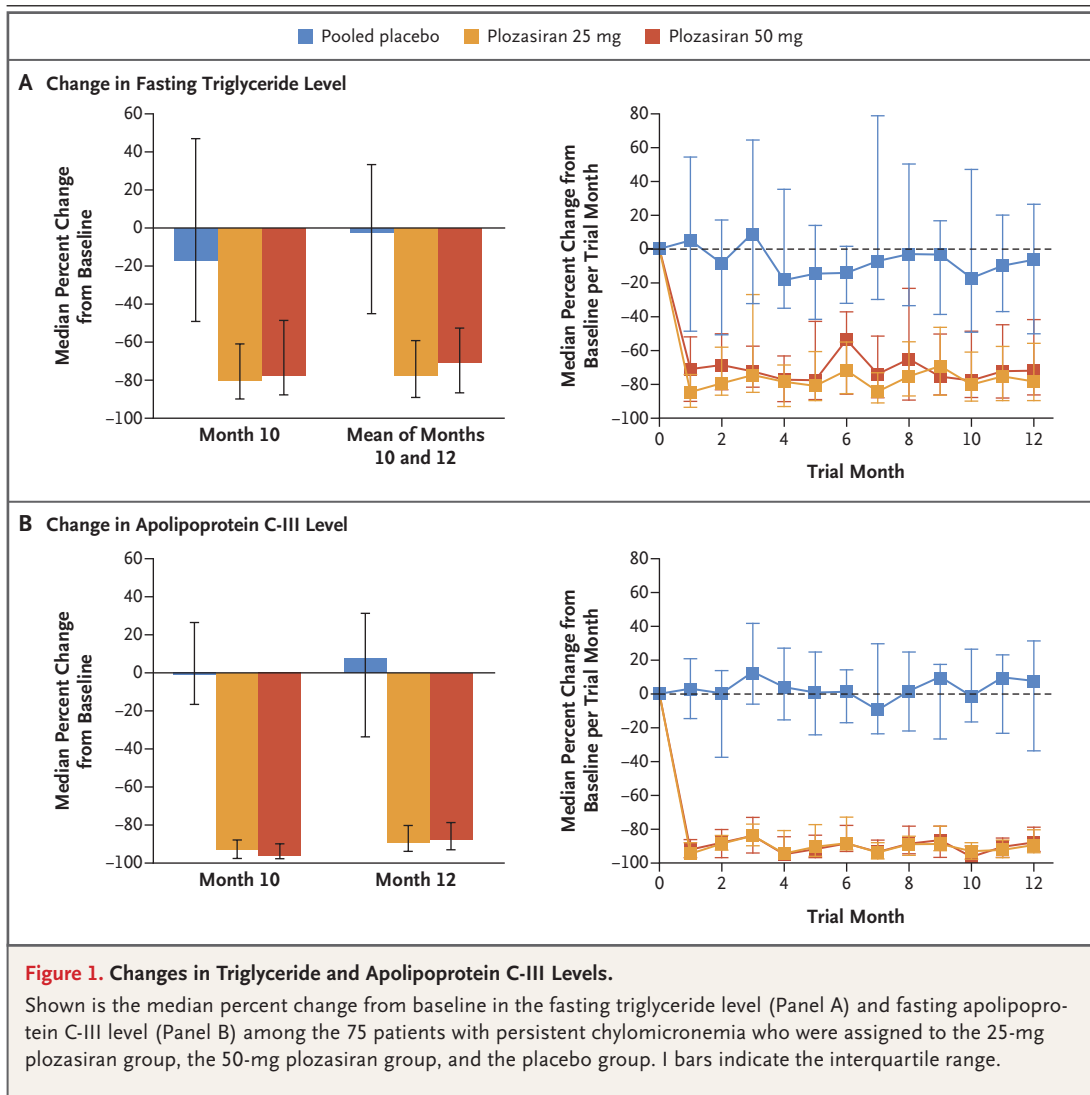 Pooled placebo Plozasiran 25 mg Plozasiran 50 mg
A Change in Fasting Triglyceride Level
Median Percent Change
from Baseline
60
40
20
0
−20
−40
−60
−80
−100
Month 10
Mean of Months
10 and 12
Median Percent Change from
Baseline per Trial Month
80
60
40
20
0
−20
−40
−60
−80
−100
0 2 4 6 8 10 12
Trial Month
B Change in Apolipoprotein C-III Level
Median Percent Change
from Baseline
60
40
20
0
−20
−40
−60
−80
−100
Month 10
Month 12
Median Percent Change from
Baseline per Trial Month
80
60
40
20
0
−20
−40
−60
−80
−100
0 2 4 6 8 10 12
Trial Month
Figure 1. Changes in Triglyceride and Apolipoprotein C-III Levels.
Shown is the median percent change from baseline in the fasting triglyceride level (Panel A) and fasting apolipopro-
tein C-III level (Panel B) among the 75 patients with persistent chylomicronemia who were assigned to the 25-mg
plozasiran group, the 50-mg plozasiran group, and the placebo group. I bars indicate the interquartile range.